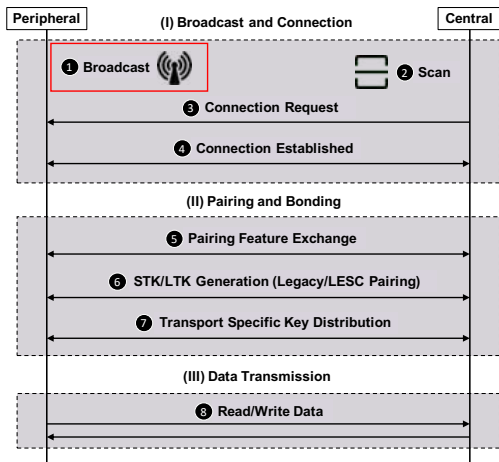 Peripheral
(I) Broadcast and Connection
Central
1 Broadcast
2 Scan
3 Connection Request
4 Connection Established
(II) Pairing and Bonding
5 Pairing Feature Exchange
6 STK/LTK Generation (Legacy/LESC Pairing)
7 Transport Specific Key Distribution
(III) Data Transmission
8 Read/Write Data